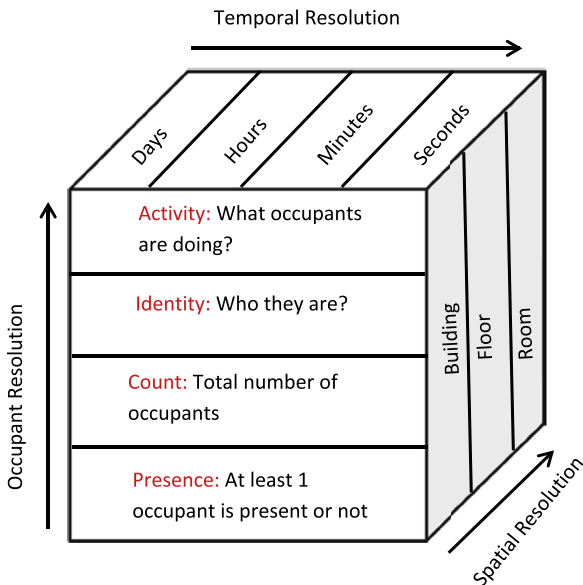 Temporal Resolution
Days
Hours
Minutes
Seconds
Activity: What occupants
are doing?
Identity: Who they are?
Count: Total number of
occupants
Presence: At least 1
occupant is present or not
Occupant Resolution
Building
Floor
Room
Spatial Resolution